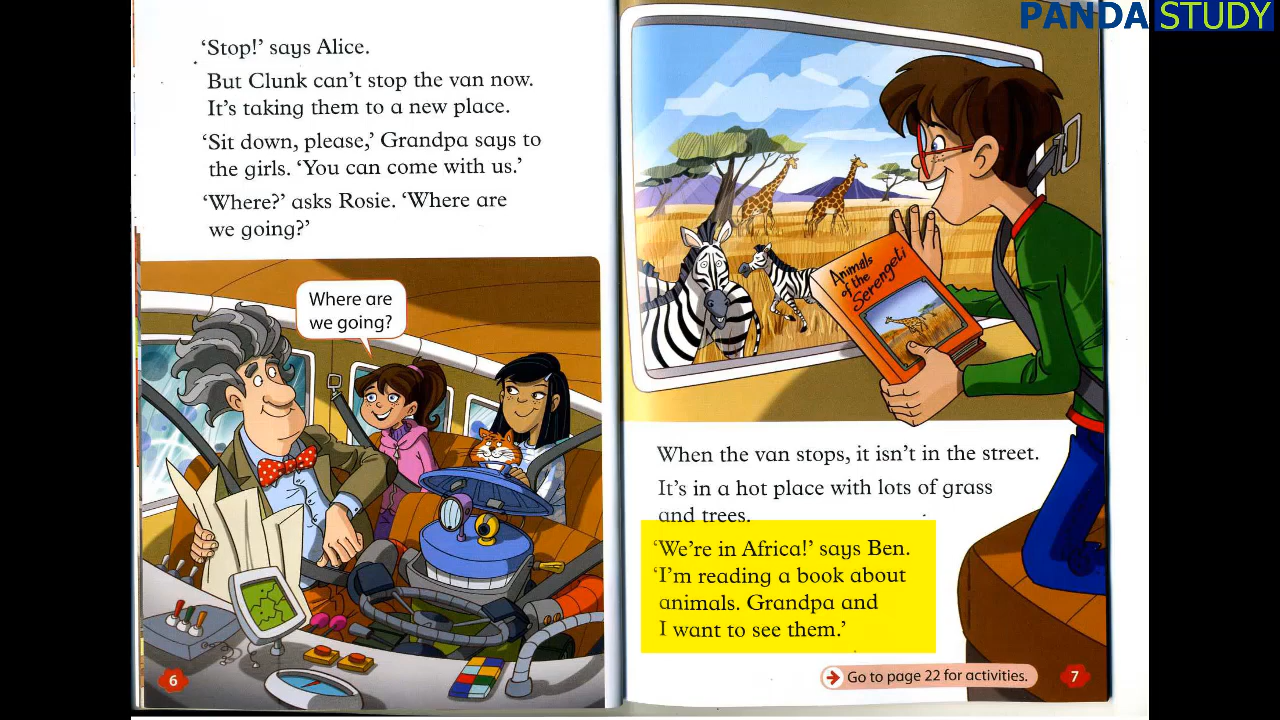 PANDA STUDY
‘Stop!’ says Alice.
But Clunk can’t stop the van now.
It’s taking them to a new place.
‘Sit down, please,’ Grandpa says to
the girls. ‘You can come with us.’
‘Where?’ asks Rosie. ‘Where are
we going?’
Where are
we going?
6
Animals
of the
Serengeti
When the van stops, it isn’t in the street.
It’s in a hot place with lots of grass
and trees.
‘We’re in Africa!’ says Ben.
‘I’m reading a book about
animals. Grandpa and
I want to see them.’
Go to page 22 for activities.
7